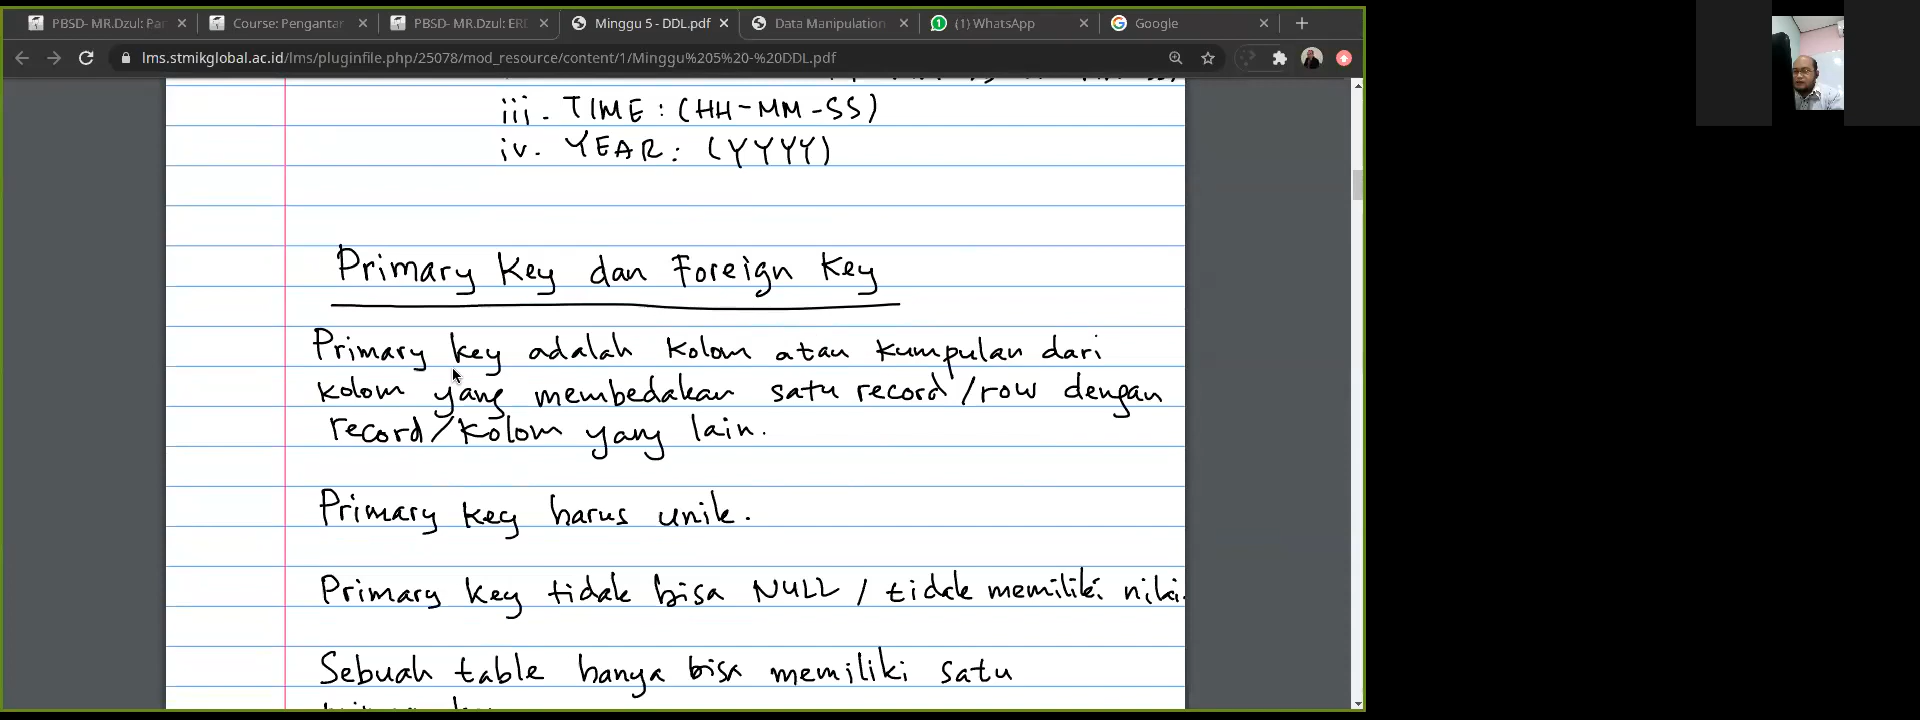 PBSD- MR.Dzul: Par
Course: Pengantar
PBSD- MR.Dzul: ERD
Minggu 5 - DDL.pdf
Data Manipulation
(1) WhatsApp
Google
lms.stmikglobal.ac.id/lms/pluginfile.php/25078/mod_resource/content/1/Minggu%205%20-%20DDL.pdf
iii. TIME : (HH-MM-SS)
iv. YEAR : (YYYY)
Primary Key dan Foreign Key
Primary key adalah kolom atau kumpulan dari
kolom yang membedakan satu record/row dengan
record/kolom yang lain.
Primary key harus unik.
Primary key tidak bisa NULL / tidak memiliki nilai.
Sebuah table hanya bisa memiliki satu